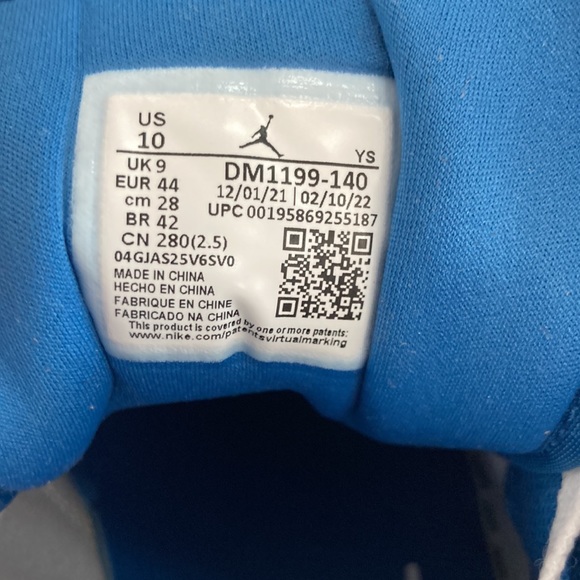 US
10
YS
UK 9
EUR 44
cm 28
BR 42
CN 280(2.5)
DM1199-140
12/01/21 | 02/10/22
UPC 00195869255187
04GJAS25V6SV0
MADE IN CHINA
HECHO EN CHINA
FABRIQUE EN CHINE
FABRICADO NA CHINA
This product is covered by one or more patents:
www.nike.com/patentsvirtualmarking